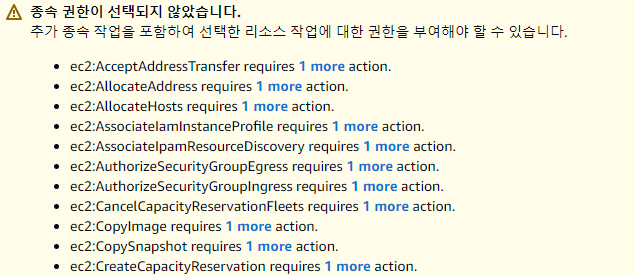 종속 권한이 선택되지 않았습니다.
추가 종속 작업을 포함하여 선택한 리소스 작업에 대한 권한을 부여해야 할 수 있습니다.
• ec2:AcceptAddressTransfer requires 1 more action.
• ec2:AllocateAddress requires 1 more action.
• ec2:AllocateHosts requires 1 more action.
• ec2:AssociateIamInstanceProfile requires 1 more action.
• ec2:AssociateIpamResourceDiscovery requires 1 more action.
• ec2:AuthorizeSecurityGroupEgress requires 1 more action.
• ec2:AuthorizeSecurityGroupIngress requires 1 more action.
• ec2:CancelCapacityReservationFleets requires 1 more action.
• ec2:CopyImage requires 1 more action.
• ec2:CopySnapshot requires 1 more action.
• ec2:CreateCapacityReservation requires 1 more action.